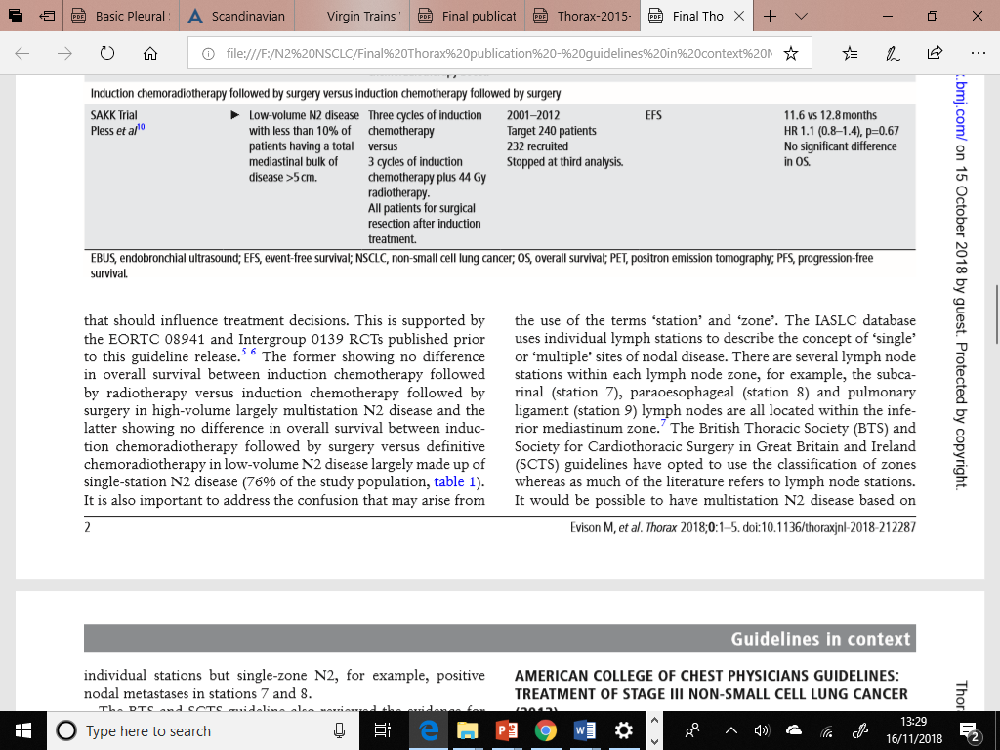 Basic Pleural
Scandinavian
Virgin Trains
Final publicat
Thorax-2015-
Final Tho
file:///F:/N2%20NSCLC/Final%20Thorax%20publication%20-%20guidelines%20in%20context%20N
Induction chemoradiotherapy followed by surgery versus induction chemotherapy followed by surgery
SAKK Trial
Pless et al10
► Low-volume N2 disease
with less than 10% of
patients having a total
mediastinal bulk of
disease >5 cm.
Three cycles of induction
chemotherapy
versus
3 cycles of induction
chemotherapy plus 44 Gy
radiotherapy.
All patients for surgical
resection after induction
treatment.
2001–2012
Target 240 patients
232 recruited
Stopped at third analysis.
EFS
11.6 vs 12.8 months
HR 1.1 (0.8–1.4), p=0.67
No significant difference
in OS.
EBUS, endobronchial ultrasound; EFS, event-free survival; NSCLC, non-small cell lung cancer; OS, overall survival; PET, positron emission tomography; PFS, progression-free
survival.
that should influence treatment decisions. This is supported by
the EORTC 08941 and Intergroup 0139 RCTs published prior
to this guideline release.5 6 The former showing no difference
in overall survival between induction chemotherapy followed
by radiotherapy versus induction chemotherapy followed by
surgery in high-volume largely multistation N2 disease and the
latter showing no difference in overall survival between induc-
tion chemoradiotherapy followed by surgery versus definitive
chemoradiotherapy in low-volume N2 disease largely made up of
single-station N2 disease (76% of the study population, table 1).
It is also important to address the confusion that may arise from
the use of the terms ‘station’ and ‘zone’. The IASLC database
uses individual lymph stations to describe the concept of ‘single’
or ‘multiple’ sites of nodal disease. There are several lymph node
stations within each lymph node zone, for example, the subca-
rinal (station 7), paraoesophageal (station 8) and pulmonary
ligament (station 9) lymph nodes are all located within the infe-
rior mediastinum zone.7 The British Thoracic Society (BTS) and
Society for Cardiothoracic Surgery in Great Britain and Ireland
(SCTS) guidelines have opted to use the classification of zones
whereas as much of the literature refers to lymph node stations.
It would be possible to have multistation N2 disease based on
2
Evison M, et al. Thorax 2018;0:1–5. doi:10.1136/thoraxjnl-2018-212287
.bmj.com/ on 15 October 2018 by guest. Protected by copyright.
Guidelines in context
individual stations but single-zone N2, for example, positive
nodal metastases in stations 7 and 8.
The BTS and SCTS guideline also reviewed the evidence for
AMERICAN COLLEGE OF CHEST PHYSICIANS GUIDELINES:
TREATMENT OF STAGE III NON-SMALL CELL LUNG CANCER
(2013)
Thor
Type here to search
13:29
16/11/2018
2